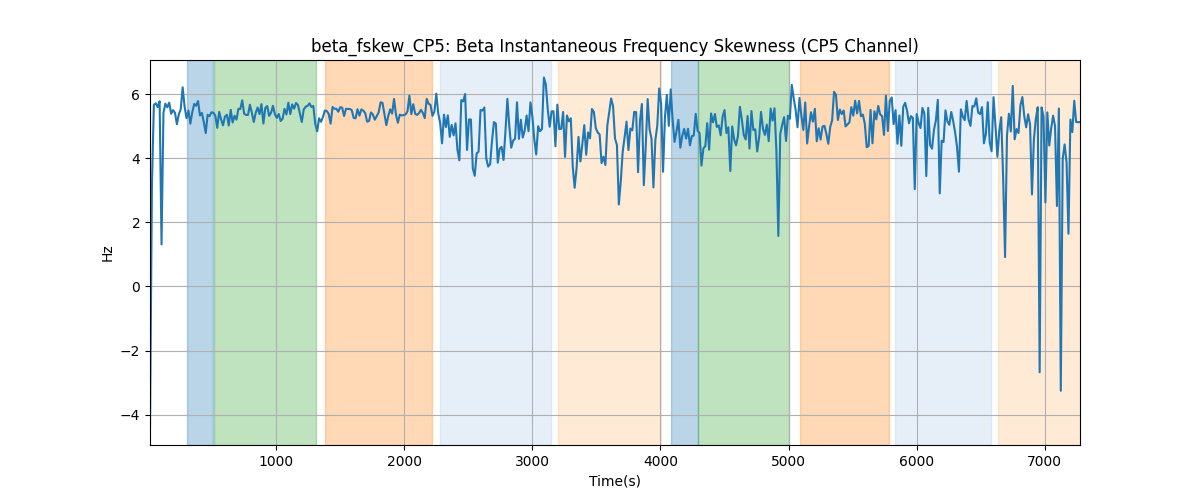 beta_fskew_CP5: Beta Instantaneous Frequency Skewness (CP5 Channel)
Hz
6
4
2
0
−2
−4
1000 2000 3000 4000 5000 6000 7000
Time(s)